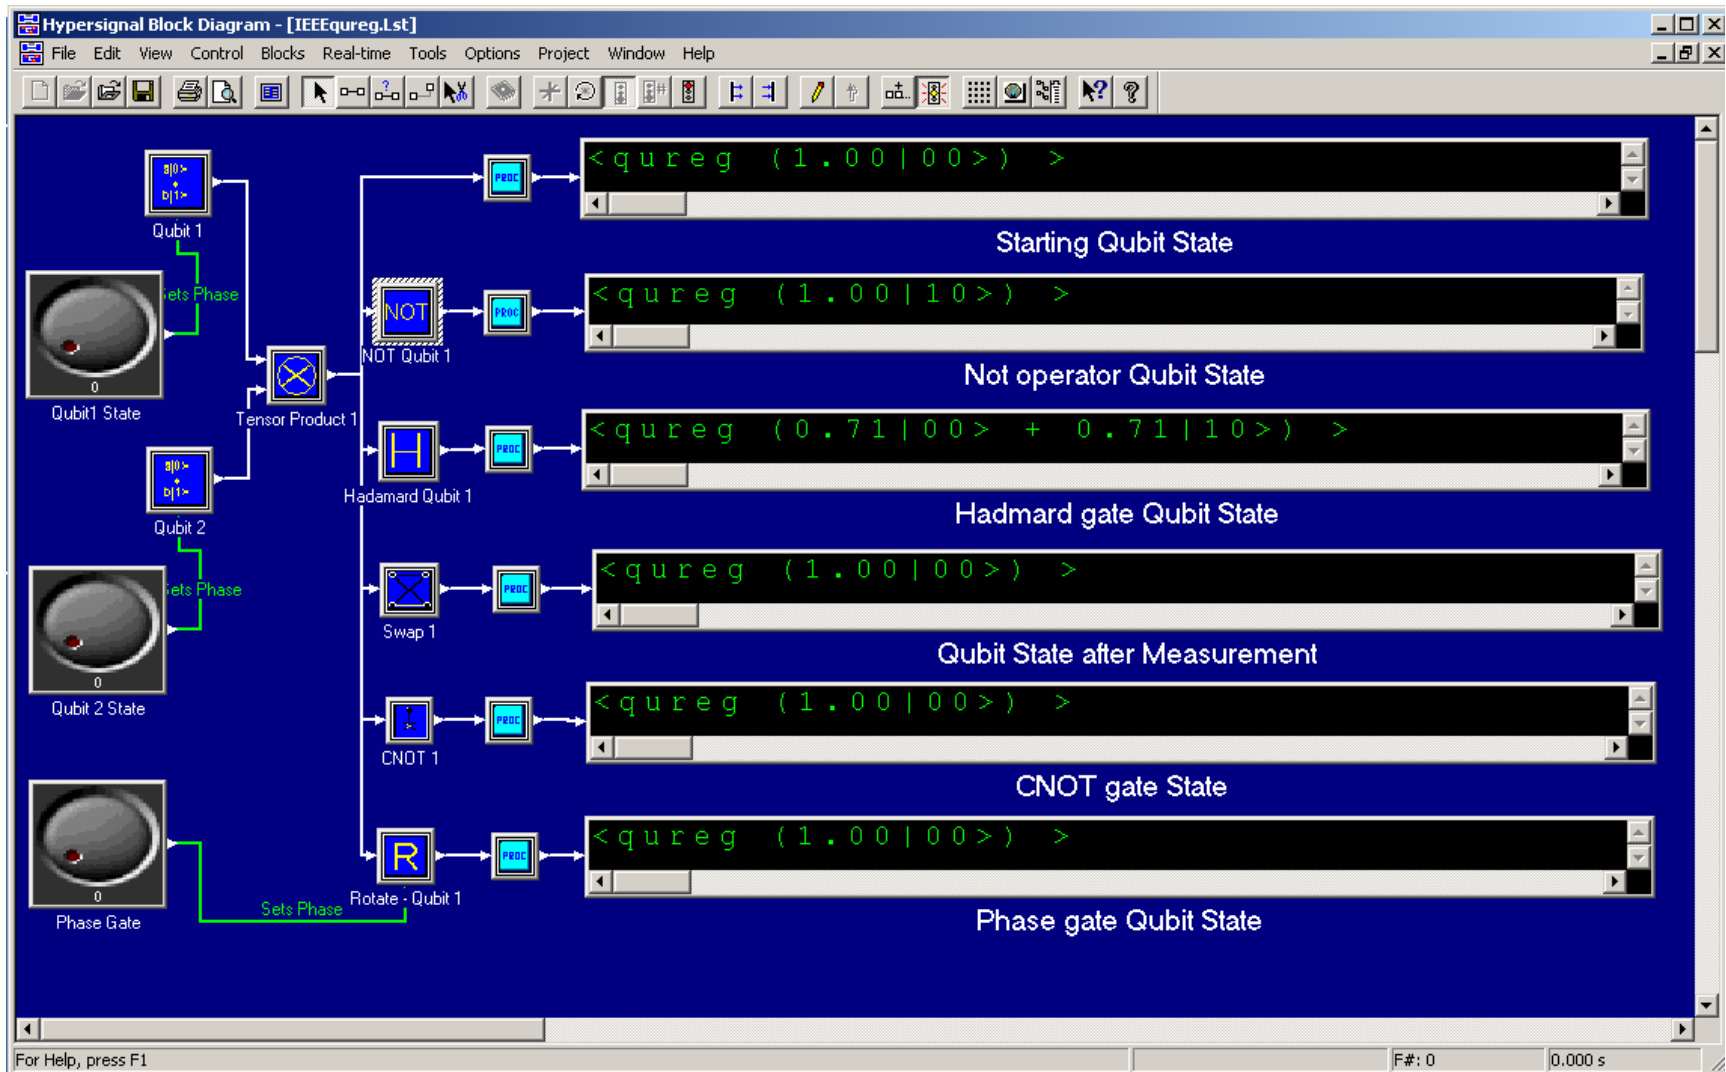 Hypersignal Block Diagram - [IEEEqureg.Lst]
File Edit View Control Blocks Real-time Tools Options Project Window Help
a|0>
+
b|1>
Qubit 1
Sets Phase
0
Qubit1 State
Tensor Product 1
a|0>
+
b|1>
Qubit 2
Sets Phase
0
Qubit 2 State
0
Phase Gate
Sets Phase
PROC
<qureg (1.00|00>) >
Starting Qubit State
NOT
NOT Qubit 1
PROC
<qureg (1.00|10>) >
Not operator Qubit State
H
Hadamard Qubit 1
PROC
<qureg (0.71|00> + 0.71|10>) >
Hadmard gate Qubit State
Swap 1
PROC
<qureg (1.00|00>) >
Qubit State after Measurement
CNOT 1
PROC
<qureg (1.00|00>) >
CNOT gate State
R
Rotate - Qubit 1
PROC
<qureg (1.00|00>) >
Phase gate Qubit State
For Help, press F1
F#: 0
0.000 s